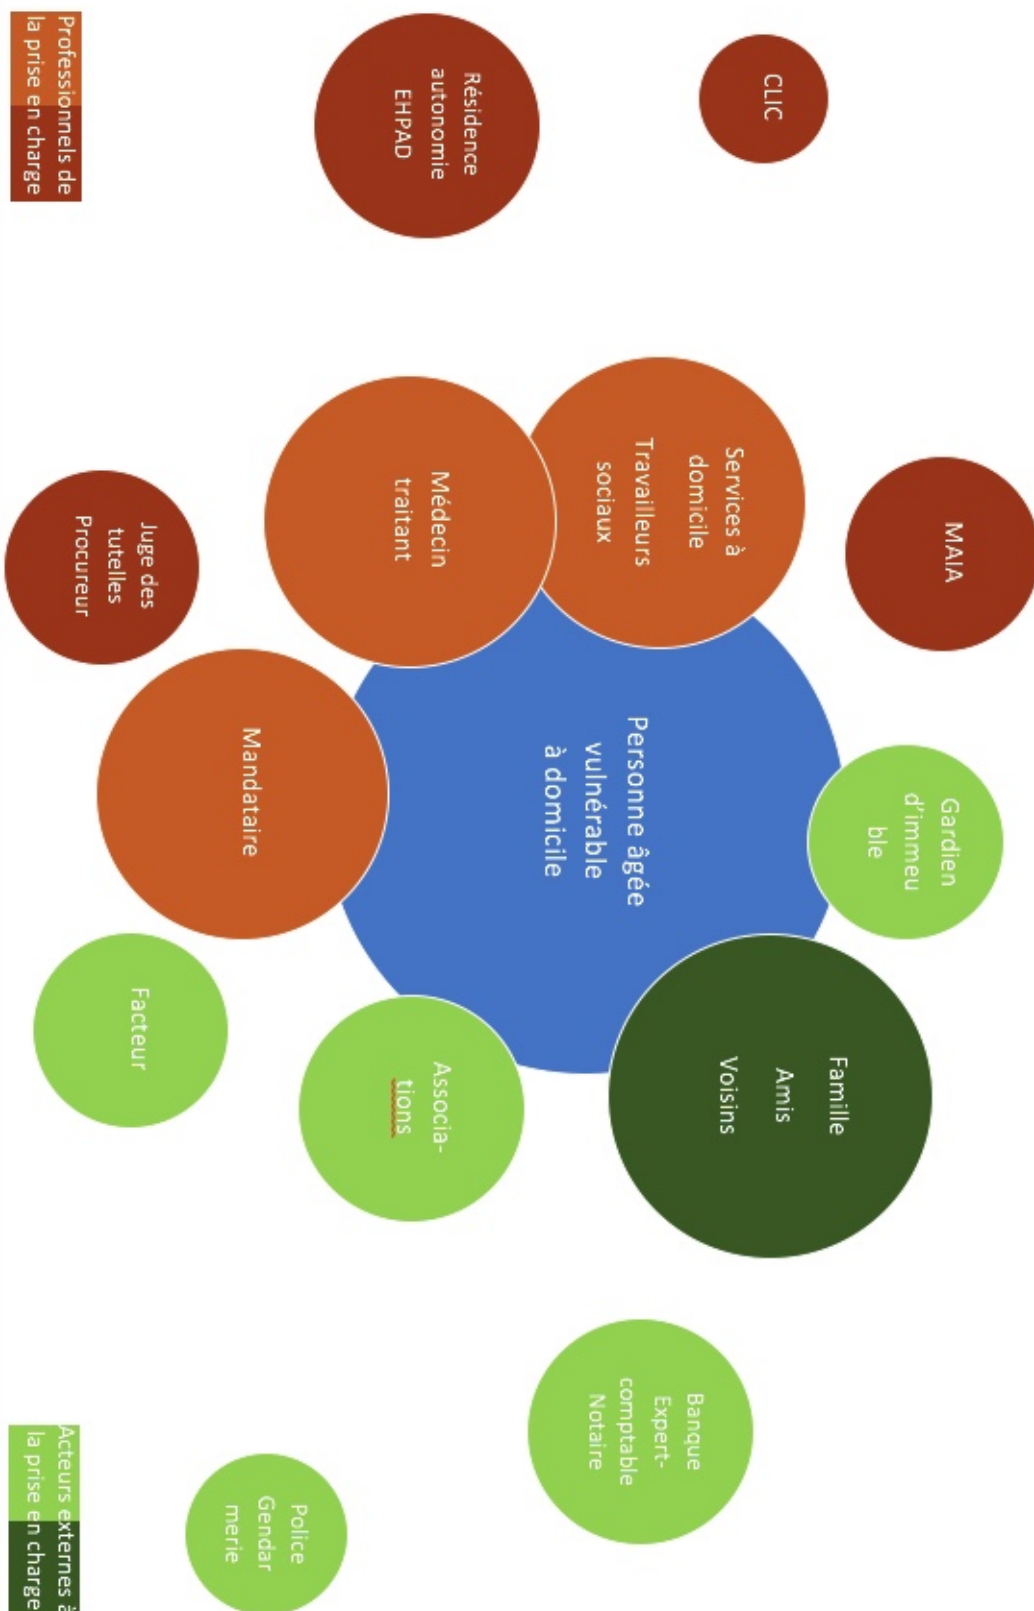 CLIC
MAIA
Gardien
d'immeu
ble
Famille
Amis
Voisins
Banque
Expert-
comptable
Notaire
Résidence
autonomie
EHPAD
Services à
domicile
Travailleurs
sociaux
Personne âgée
vulnérable
à domicile
Médecin
traitant
Associa-
tions
Mandataire
Juge des
tutelles
Procureur
Facteur
Police
Gendar
merie
Professionnels de
la prise en charge
Acteurs externes à
la prise en charge